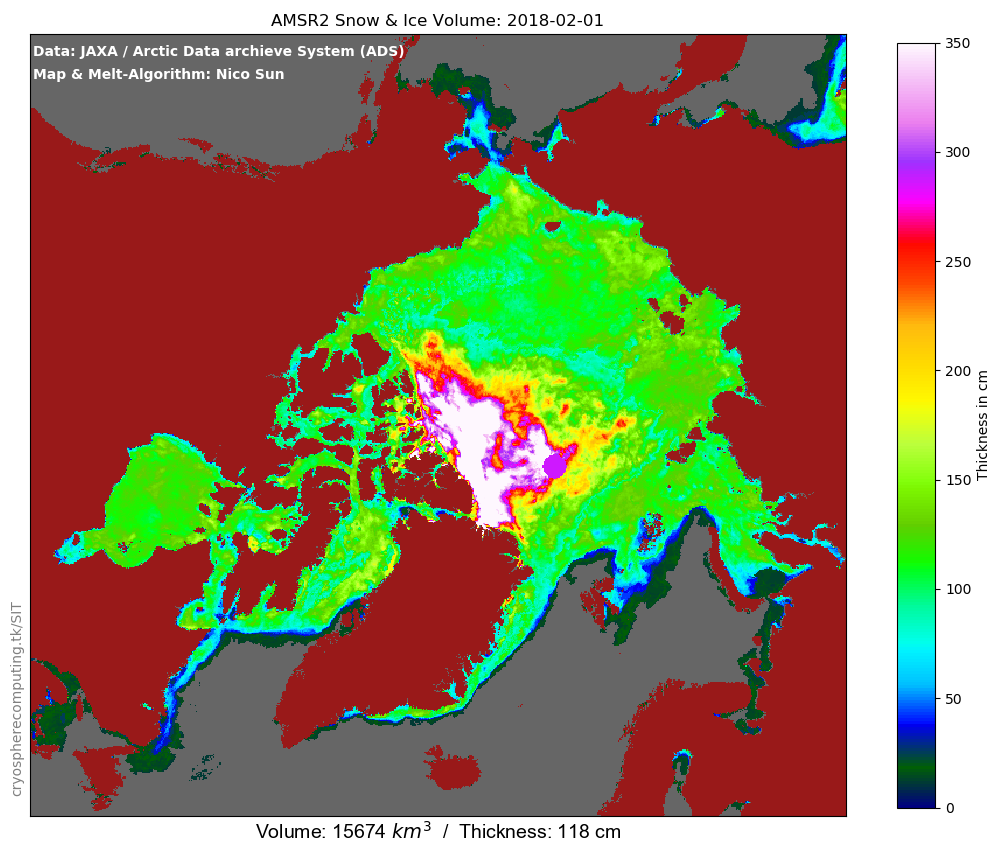 AMSR2 Snow & Ice Volume: 2018-02-01
Data: JAXA / Arctic Data archieve System (ADS)
Map & Melt-Algorithm: Nico Sun
350
300
250
200
150
100
50
0
Thickness in cm
cryospherecomputing.tk/SIT
Volume: 15674 km³ / Thickness: 118 cm